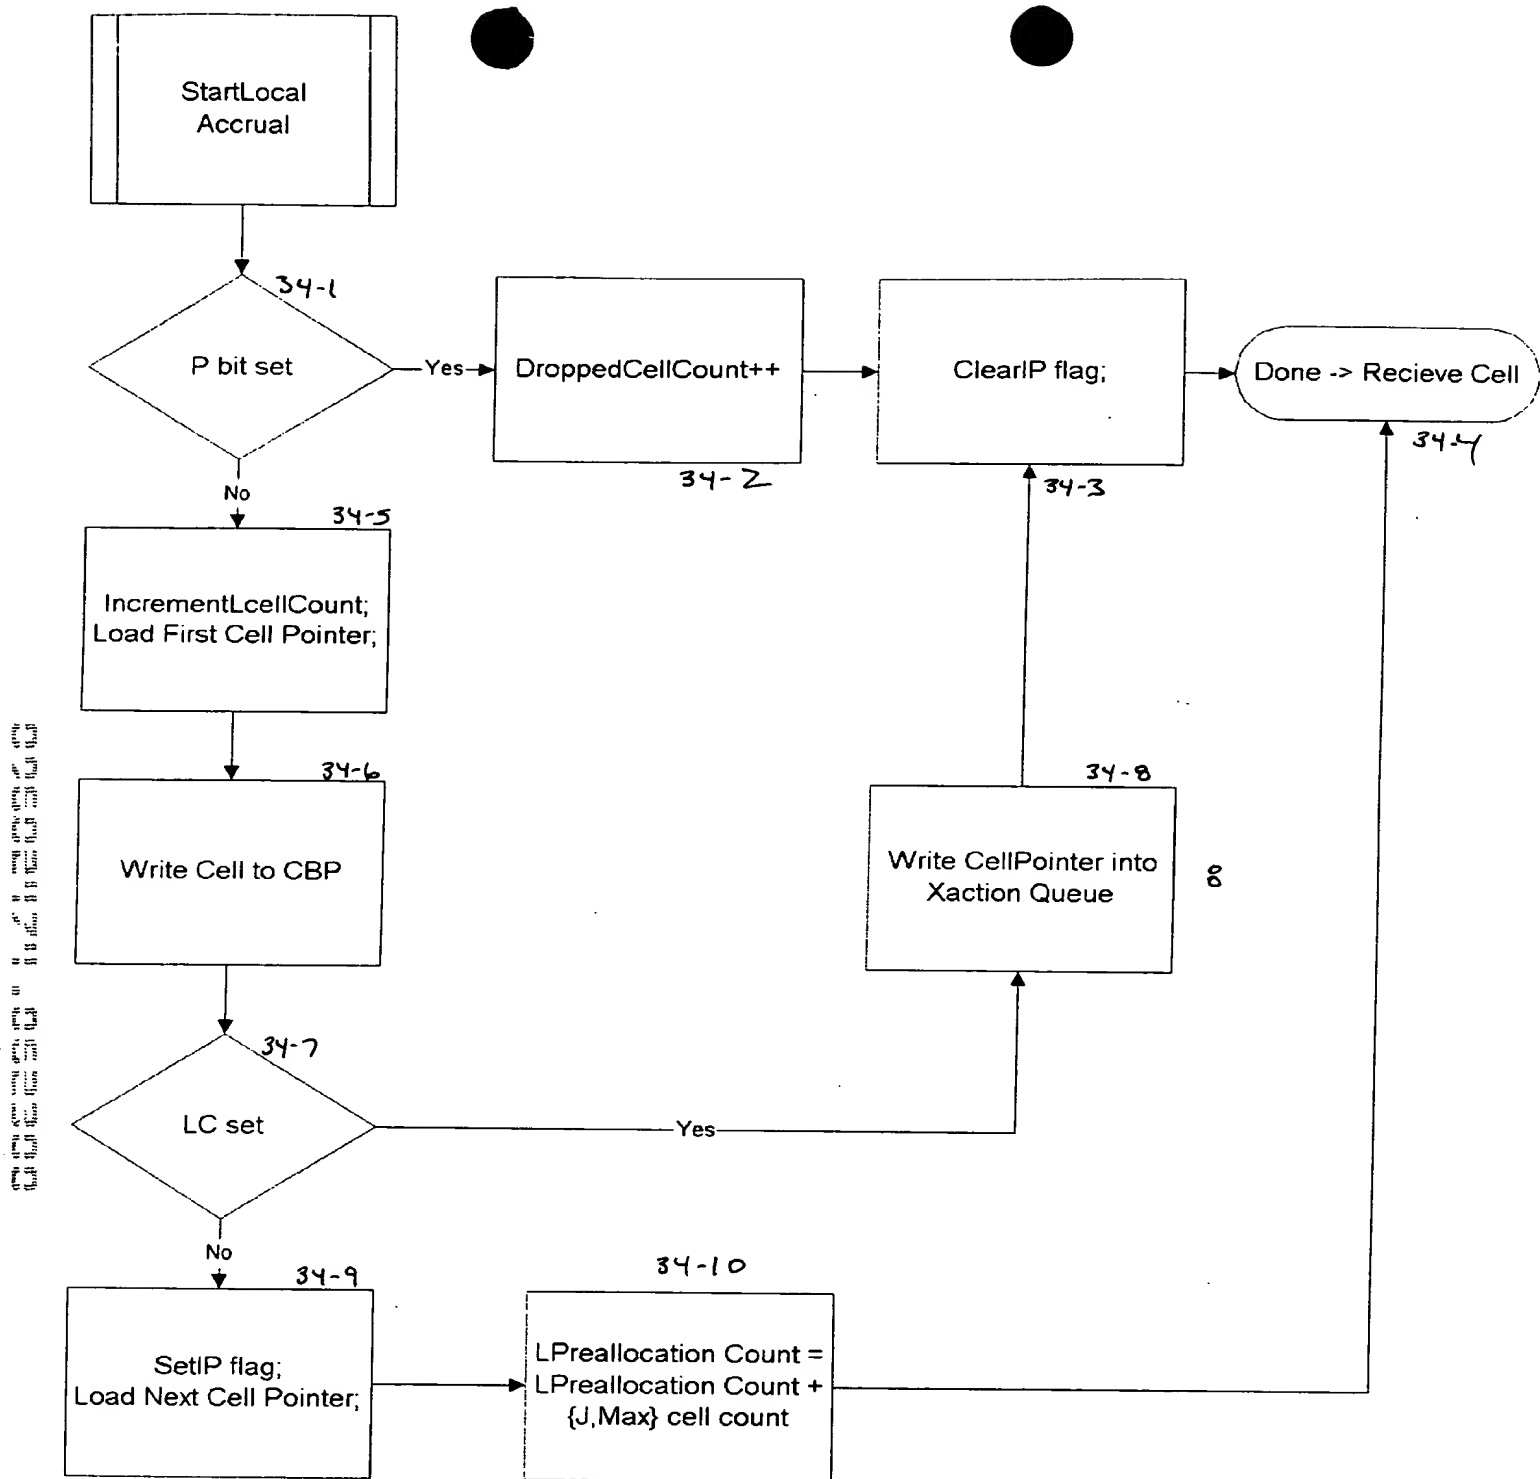 StartLocal
Accrual
34-1
P bit set
Yes
DroppedCellCount++
34-2
ClearIP flag;
34-3
Done -> Recieve Cell
34-4
No
34-5
IncrementLcellCount;
Load First Cell Pointer;
34-6
Write Cell to CBP
34-7
LC set
Yes
34-8
Write CellPointer into
Xaction Queue
8
No
34-9
SetIP flag;
Load Next Cell Pointer;
34-10
LPreallocation Count =
LPreallocation Count +
{J,Max} cell count